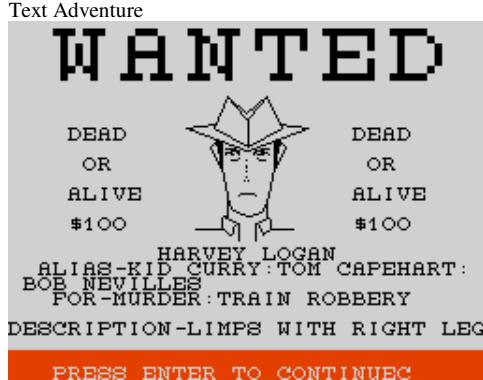 Text Adventure
WANTED
DEAD DEAD
OR OR
ALIVE ALIVE
$100 $100
HARVEY LOGAN
ALIAS-KID CURRY:TOM CAPEHART:
BOB NEVILLES
FOR-MURDER:TRAIN ROBBERY
DESCRIPTION-LIMPS WITH RIGHT LEG
PRESS ENTER TO CONTINUEC